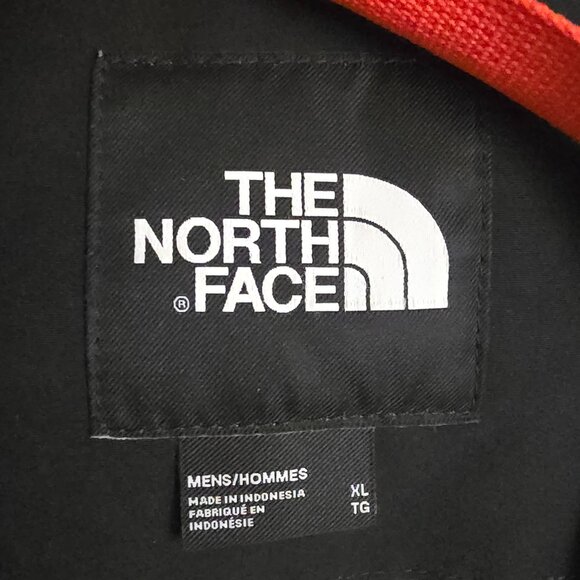 THE
NORTH
® FACE
MENS/HOMMES
MADE IN INDONESIA XL
FABRIQUÉ EN TG
INDONÉSIE